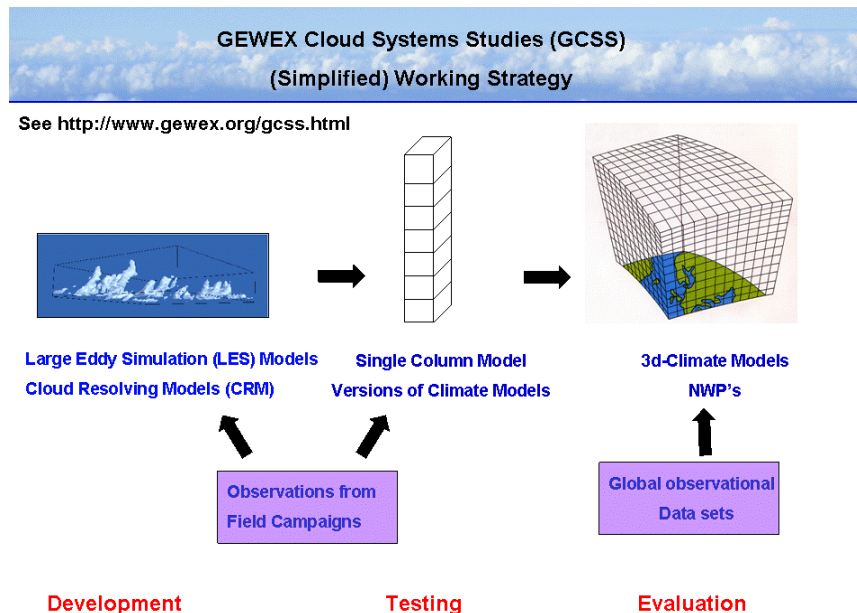 GEWEX Cloud Systems Studies (GCSS)
(Simplified) Working Strategy
See http://www.gewex.org/gcss.html
Large Eddy Simulation (LES) Models
Cloud Resolving Models (CRM)
Single Column Model
Versions of Climate Models
3d-Climate Models
NWP's
Observations from
Field Campaigns
Global observational
Data sets
Development
Testing
Evaluation